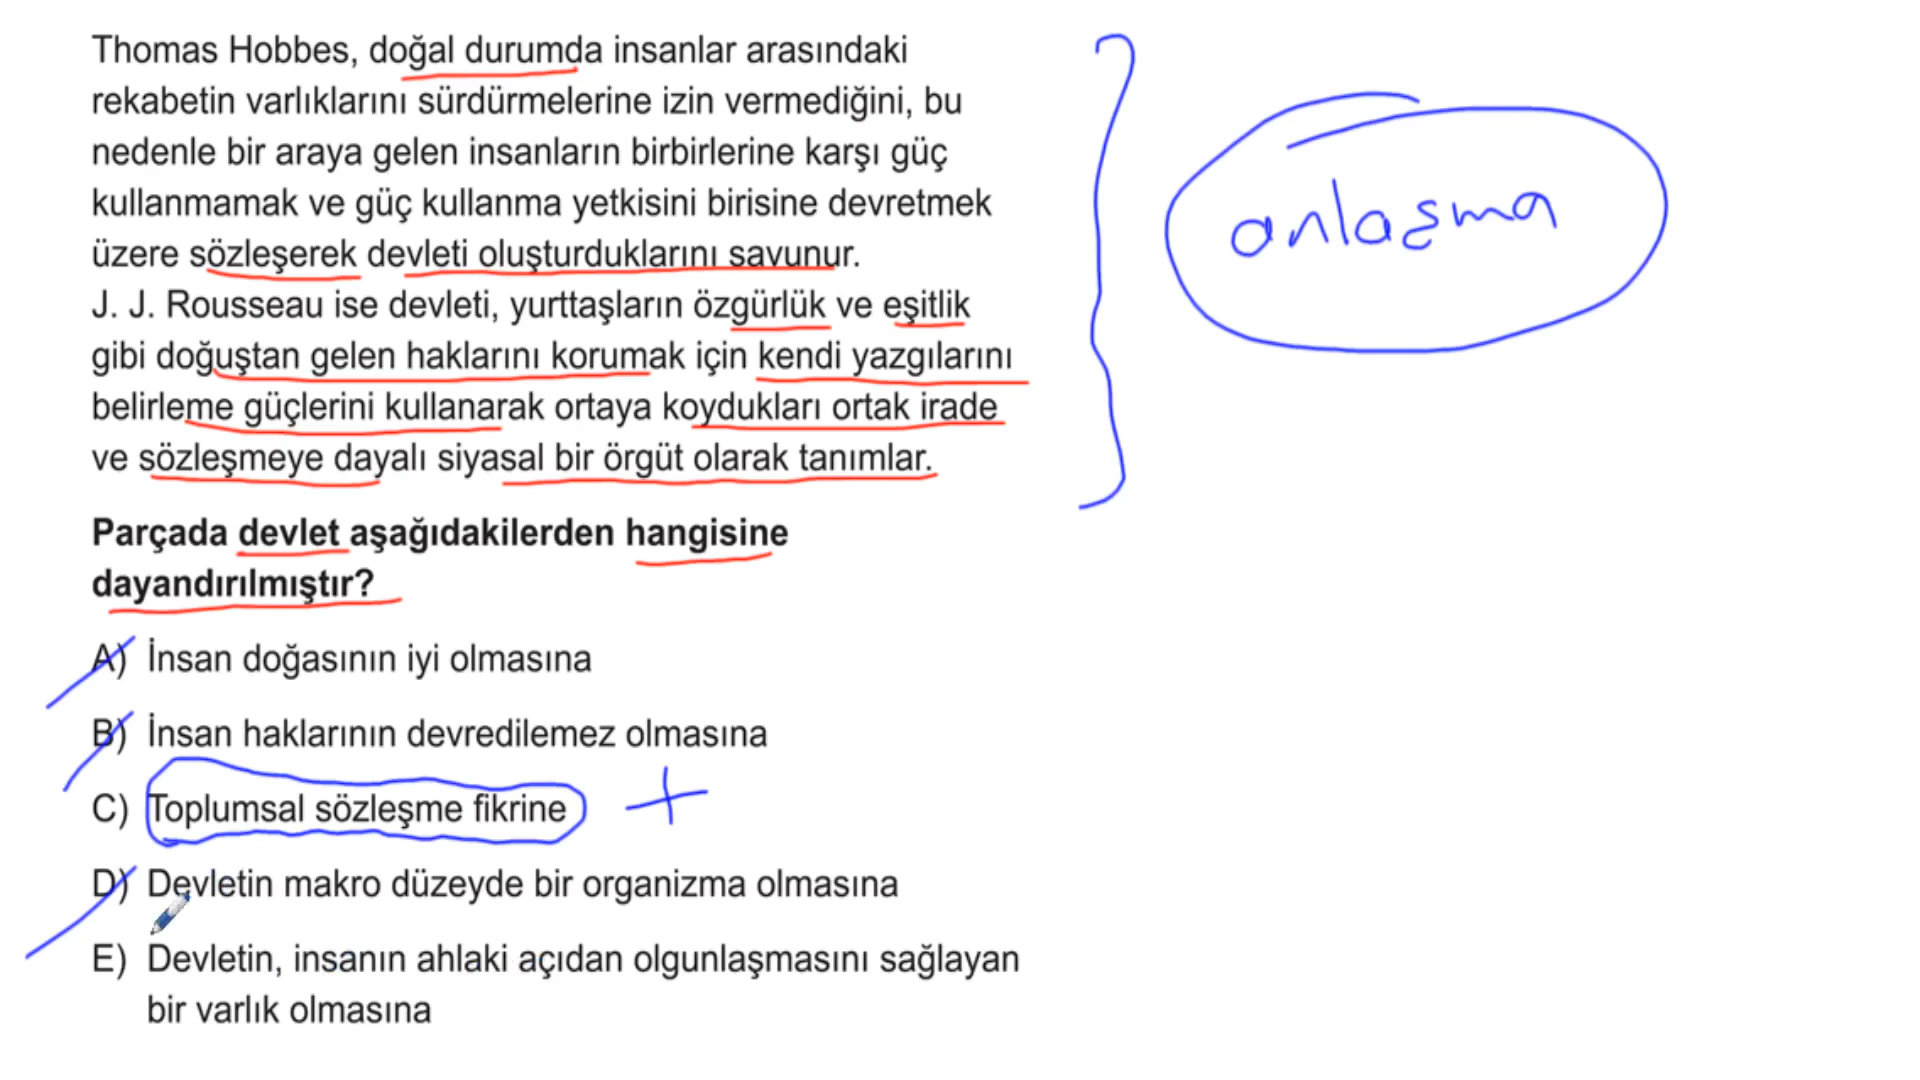 Thomas Hobbes, doğal durumda insanlar arasındaki
rekabetin varlıklarını sürdürmelerine izin vermediğini, bu
nedenle bir araya gelen insanların birbirlerine karşı güç
kullanmamak ve güç kullanma yetkisini birisine devretmek
üzere sözleşerek devleti oluşturduklarını savunur.
J. J. Rousseau ise devleti, yurttaşların özgürlük ve eşitlik
gibi doğuştan gelen haklarını korumak için kendi yazgılarını
belirleme güçlerini kullanarak ortaya koydukları ortak irade
ve sözleşmeye dayalı siyasal bir örgüt olarak tanımlar.
anlaşma
Parçada devlet aşağıdakilerden hangisine
dayandırılmıştır?
A) İnsan doğasının iyi olmasına
B) İnsan haklarının devredilemez olmasına
C) Toplumsal sözleşme fikrine +
D) Devletin makro düzeyde bir organizma olmasına
E) Devletin, insanın ahlaki açıdan olgunlaşmasını sağlayan
bir varlık olmasına